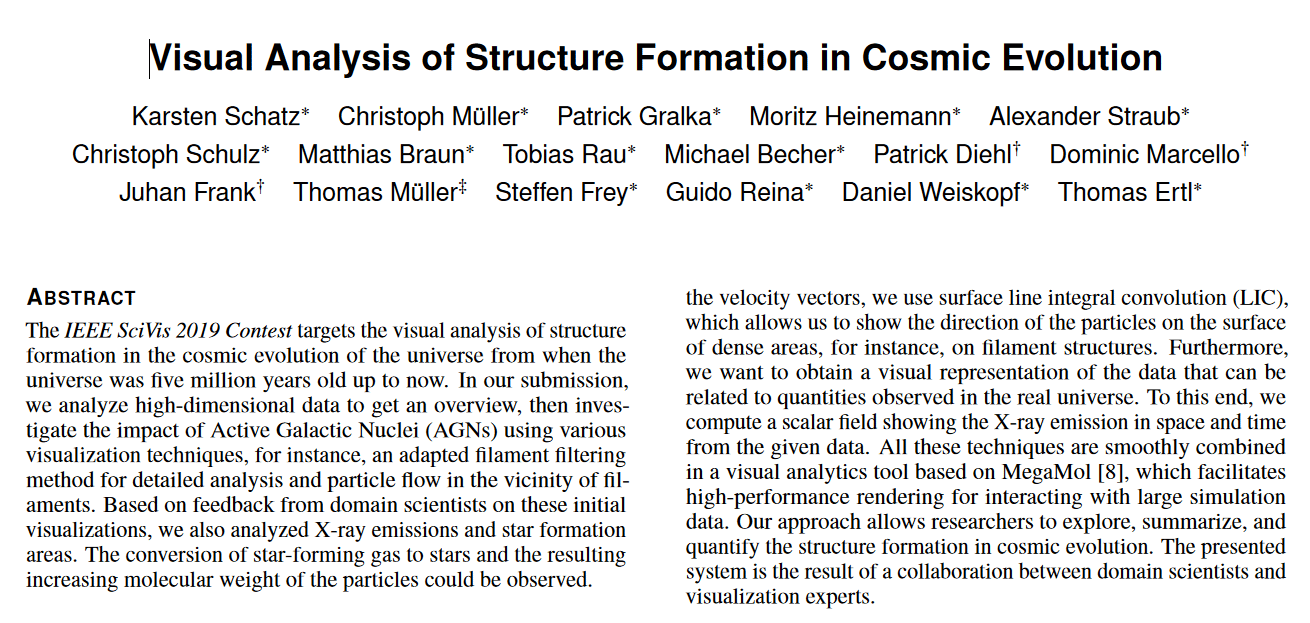 Visual Analysis of Structure Formation in Cosmic Evolution
Karsten Schatz* Christoph Müller* Patrick Gralka* Moritz Heinemann* Alexander Straub*
Christoph Schulz* Matthias Braun* Tobias Rau* Michael Becher* Patrick Diehl† Dominic Marcello†
Juhan Frank† Thomas Müller‡ Steffen Frey* Guido Reina* Daniel Weiskopf* Thomas Ertl*
ABSTRACT
The IEEE SciVis 2019 Contest targets the visual analysis of structure
formation in the cosmic evolution of the universe from when the
universe was five million years old up to now. In our submission,
we analyze high-dimensional data to get an overview, then inves-
tigate the impact of Active Galactic Nuclei (AGNs) using various
visualization techniques, for instance, an adapted filament filtering
method for detailed analysis and particle flow in the vicinity of fil-
aments. Based on feedback from domain scientists on these initial
visualizations, we also analyzed X-ray emissions and star formation
areas. The conversion of star-forming gas to stars and the resulting
increasing molecular weight of the particles could be observed.
the velocity vectors, we use surface line integral convolution (LIC),
which allows us to show the direction of the particles on the surface
of dense areas, for instance, on filament structures. Furthermore,
we want to obtain a visual representation of the data that can be
related to quantities observed in the real universe. To this end, we
compute a scalar field showing the X-ray emission in space and time
from the given data. All these techniques are smoothly combined
in a visual analytics tool based on MegaMol [8], which facilitates
high-performance rendering for interacting with large simulation
data. Our approach allows researchers to explore, summarize, and
quantify the structure formation in cosmic evolution. The presented
system is the result of a collaboration between domain scientists and
visualization experts.